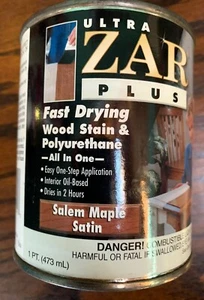 ULTRA
ZAR
PLUS
Fast Drying
Wood Stain &
Polyurethane
—All In One—
• Easy One-Step Application
• Interior Oil-Based
• Dries in 2 Hours
Salem Maple
Satin
DANGER! COMBUSTIBLE
HARMFUL OR FATAL IF SWALLOWED
1 PT. (473 mL)